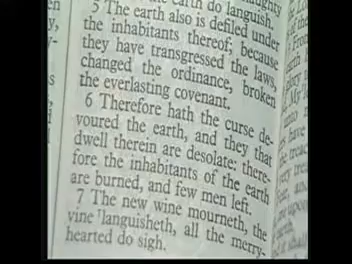 earth do languish.
5 The earth also is defiled under
the inhabitants thereof; because
they have transgressed the laws,
changed the ordinance, broken
the everlasting covenant.
6 Therefore hath the curse de-
voured the earth, and they that
dwell therein are desolate: there-
fore the inhabitants of the earth
are burned, and few men left.
7 The new wine mourneth, the
vine languisheth, all the merry-
hearted do sigh.